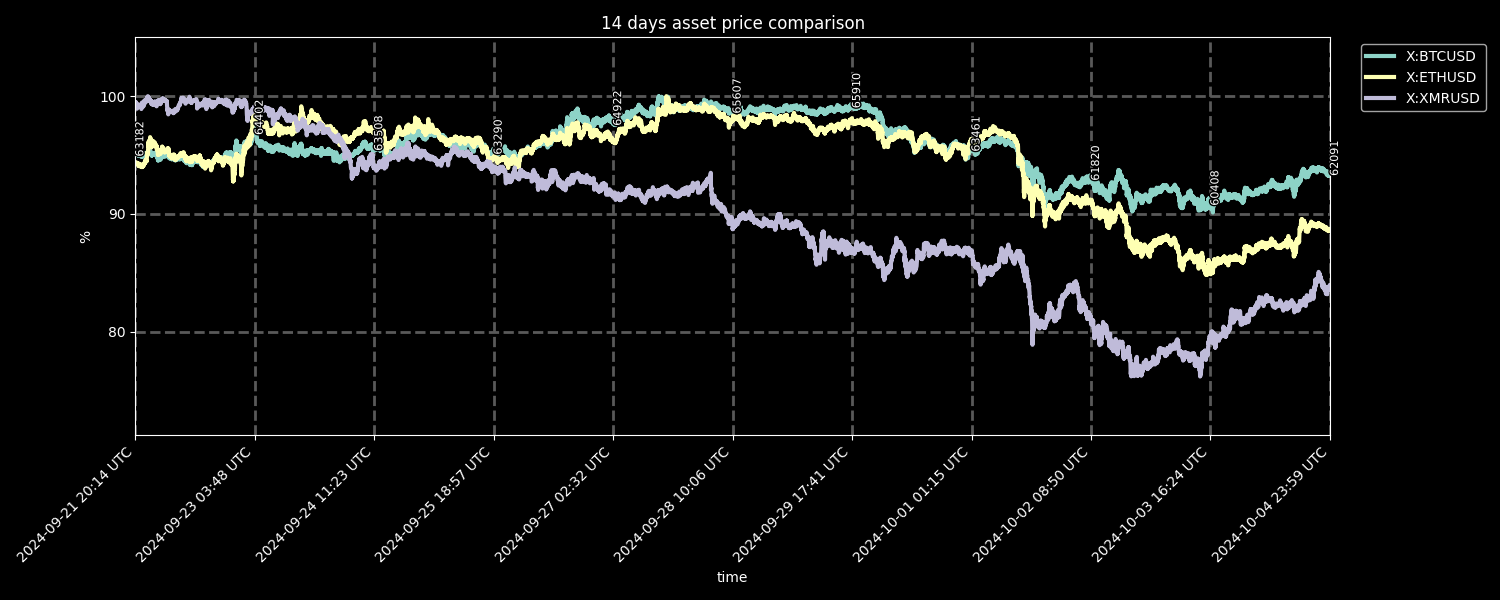 14 days asset price comparison
X:BTCUSD
X:ETHUSD
X:XMRUSD
100
90
80
%
63182
64402
63508
63290
64922
65607
65910
63461
61820
60408
62091
2024-09-21 20:14 UTC
2024-09-23 03:48 UTC
2024-09-24 11:23 UTC
2024-09-25 18:57 UTC
2024-09-27 02:32 UTC
2024-09-28 10:06 UTC
2024-09-29 17:41 UTC
2024-10-01 01:15 UTC
2024-10-02 08:50 UTC
2024-10-03 16:24 UTC
2024-10-04 23:59 UTC
time